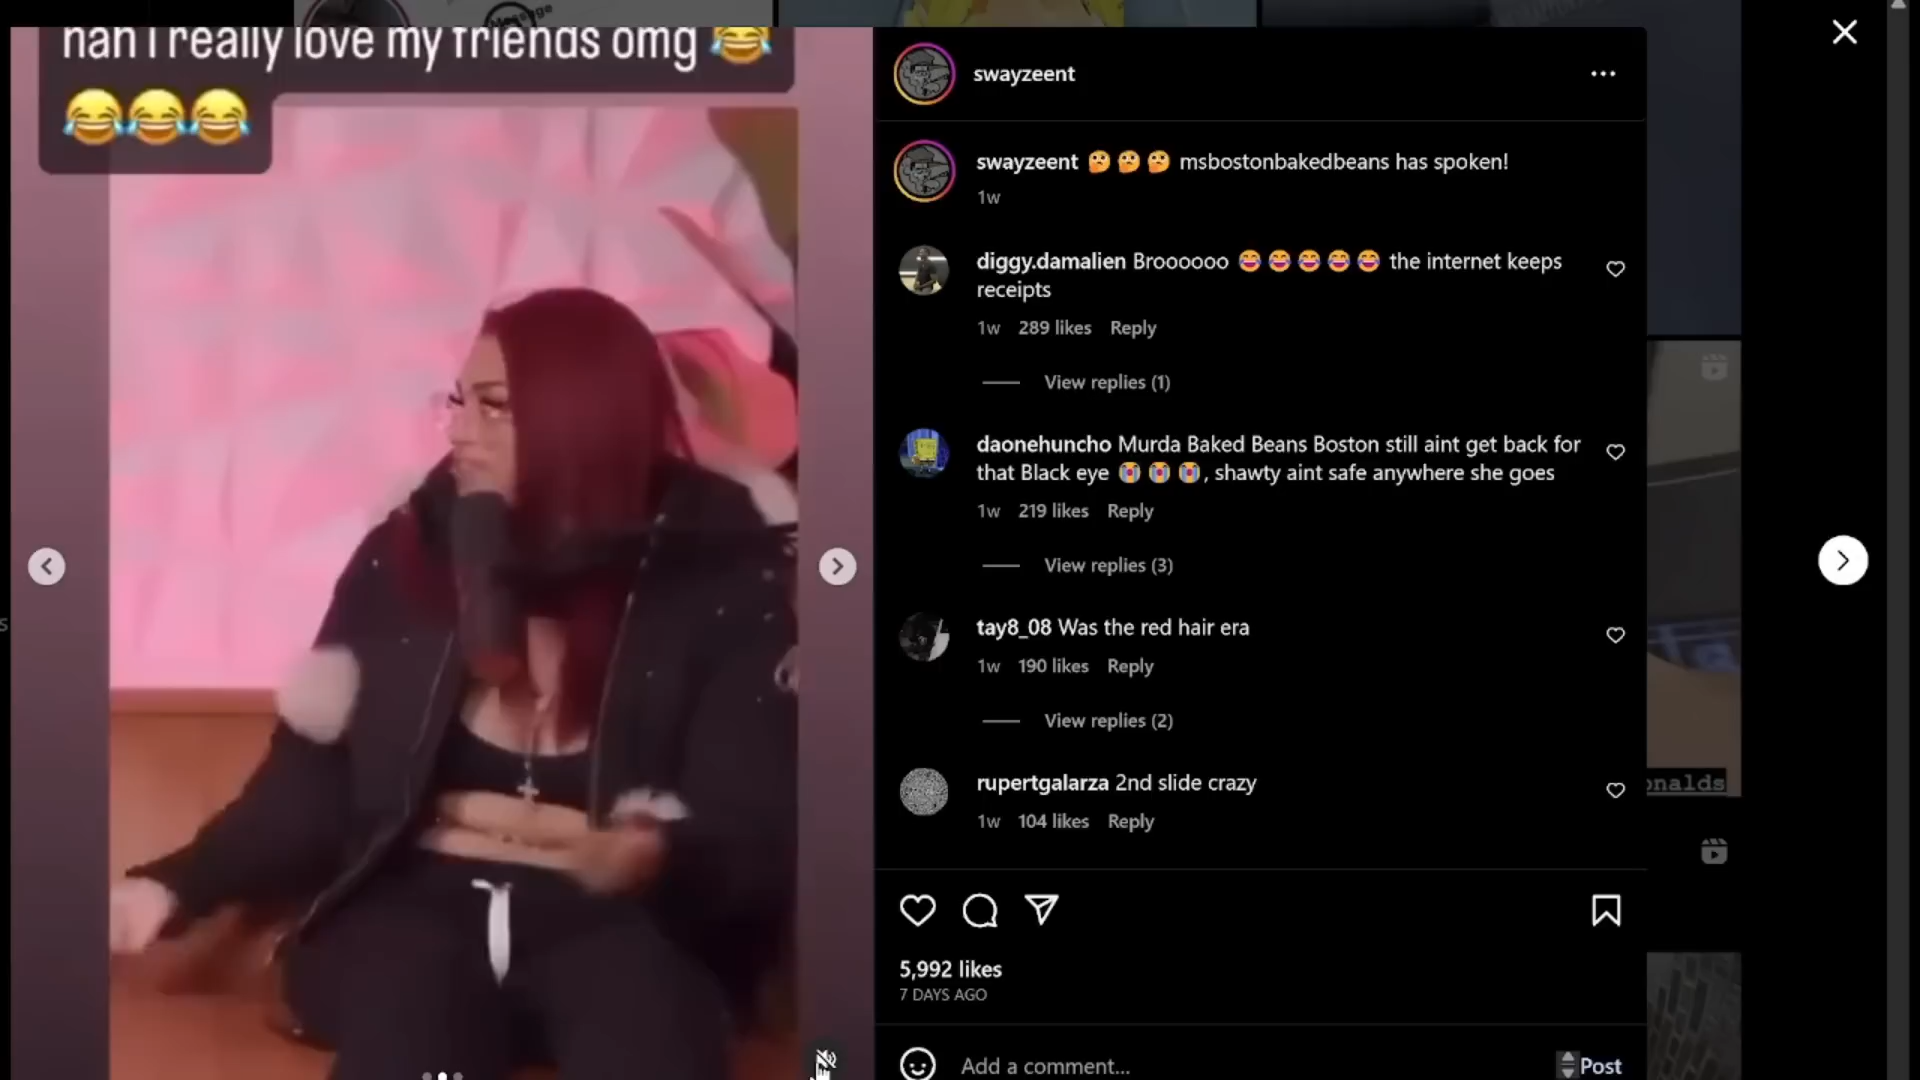 Message
nah i really love my friends omg 😂
😂😂😂
swayzeent
swayzeent 🤔🤔🤔 msbostonbakedbeans has spoken!
1w
diggy.damalien Broooooo 😂😂😂😂😂 the internet keeps
receipts
1w 289 likes Reply
View replies (1)
daonehuncho Murda Baked Beans Boston still aint get back for
that Black eye 😭😭😭, shawty aint safe anywhere she goes
1w 219 likes Reply
View replies (3)
tay8_08 Was the red hair era
1w 190 likes Reply
View replies (2)
rupertgalarza 2nd slide crazy
1w 104 likes Reply
5,992 likes
7 DAYS AGO
Add a comment...
Post